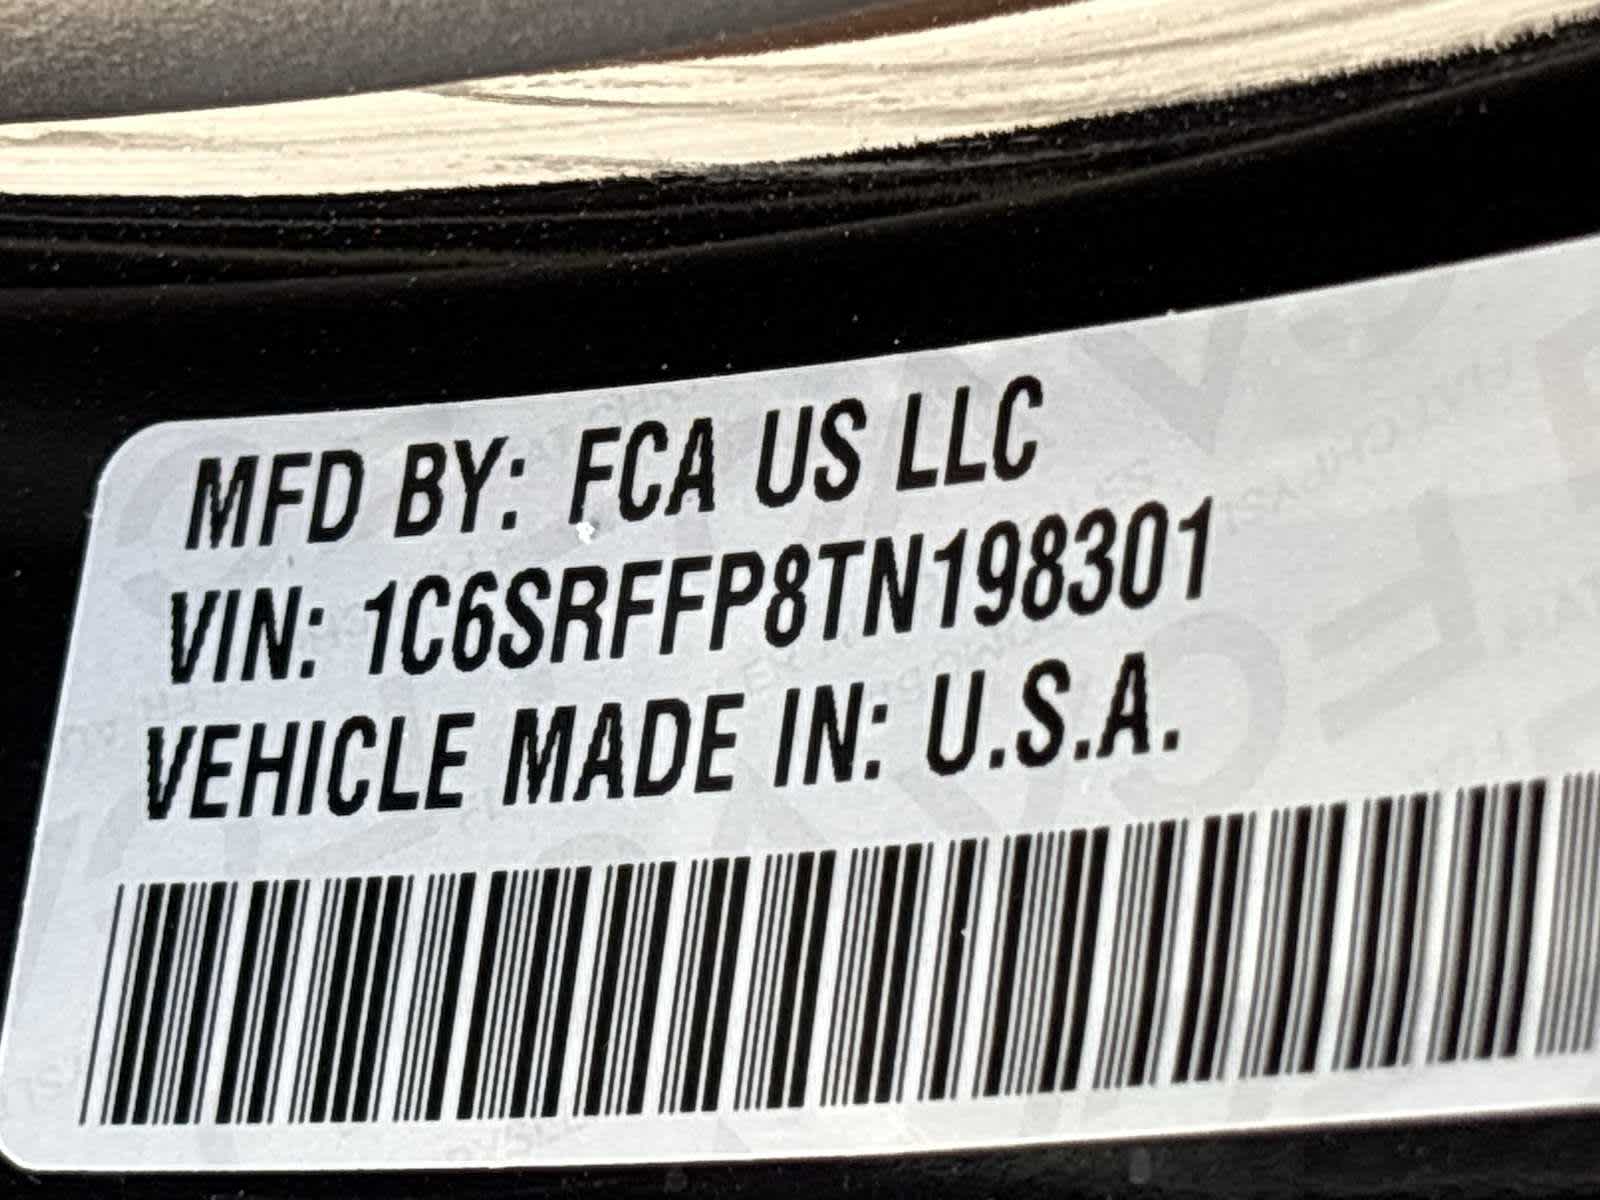 MFD BY: FCA US LLC
VIN: 1C6SRFFP8TN198301
VEHICLE MADE IN: U.S.A.